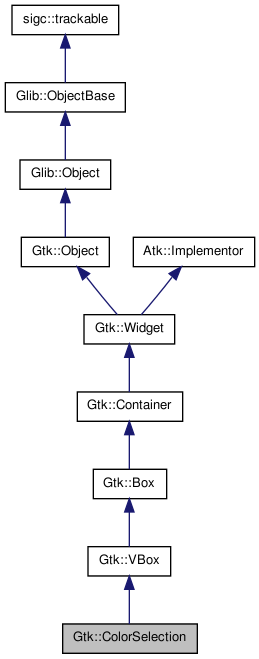 sigc::trackable
Glib::ObjectBase
Glib::Object
Gtk::Object
Atk::Implementor
Gtk::Widget
Gtk::Container
Gtk::Box
Gtk::VBox
Gtk::ColorSelection